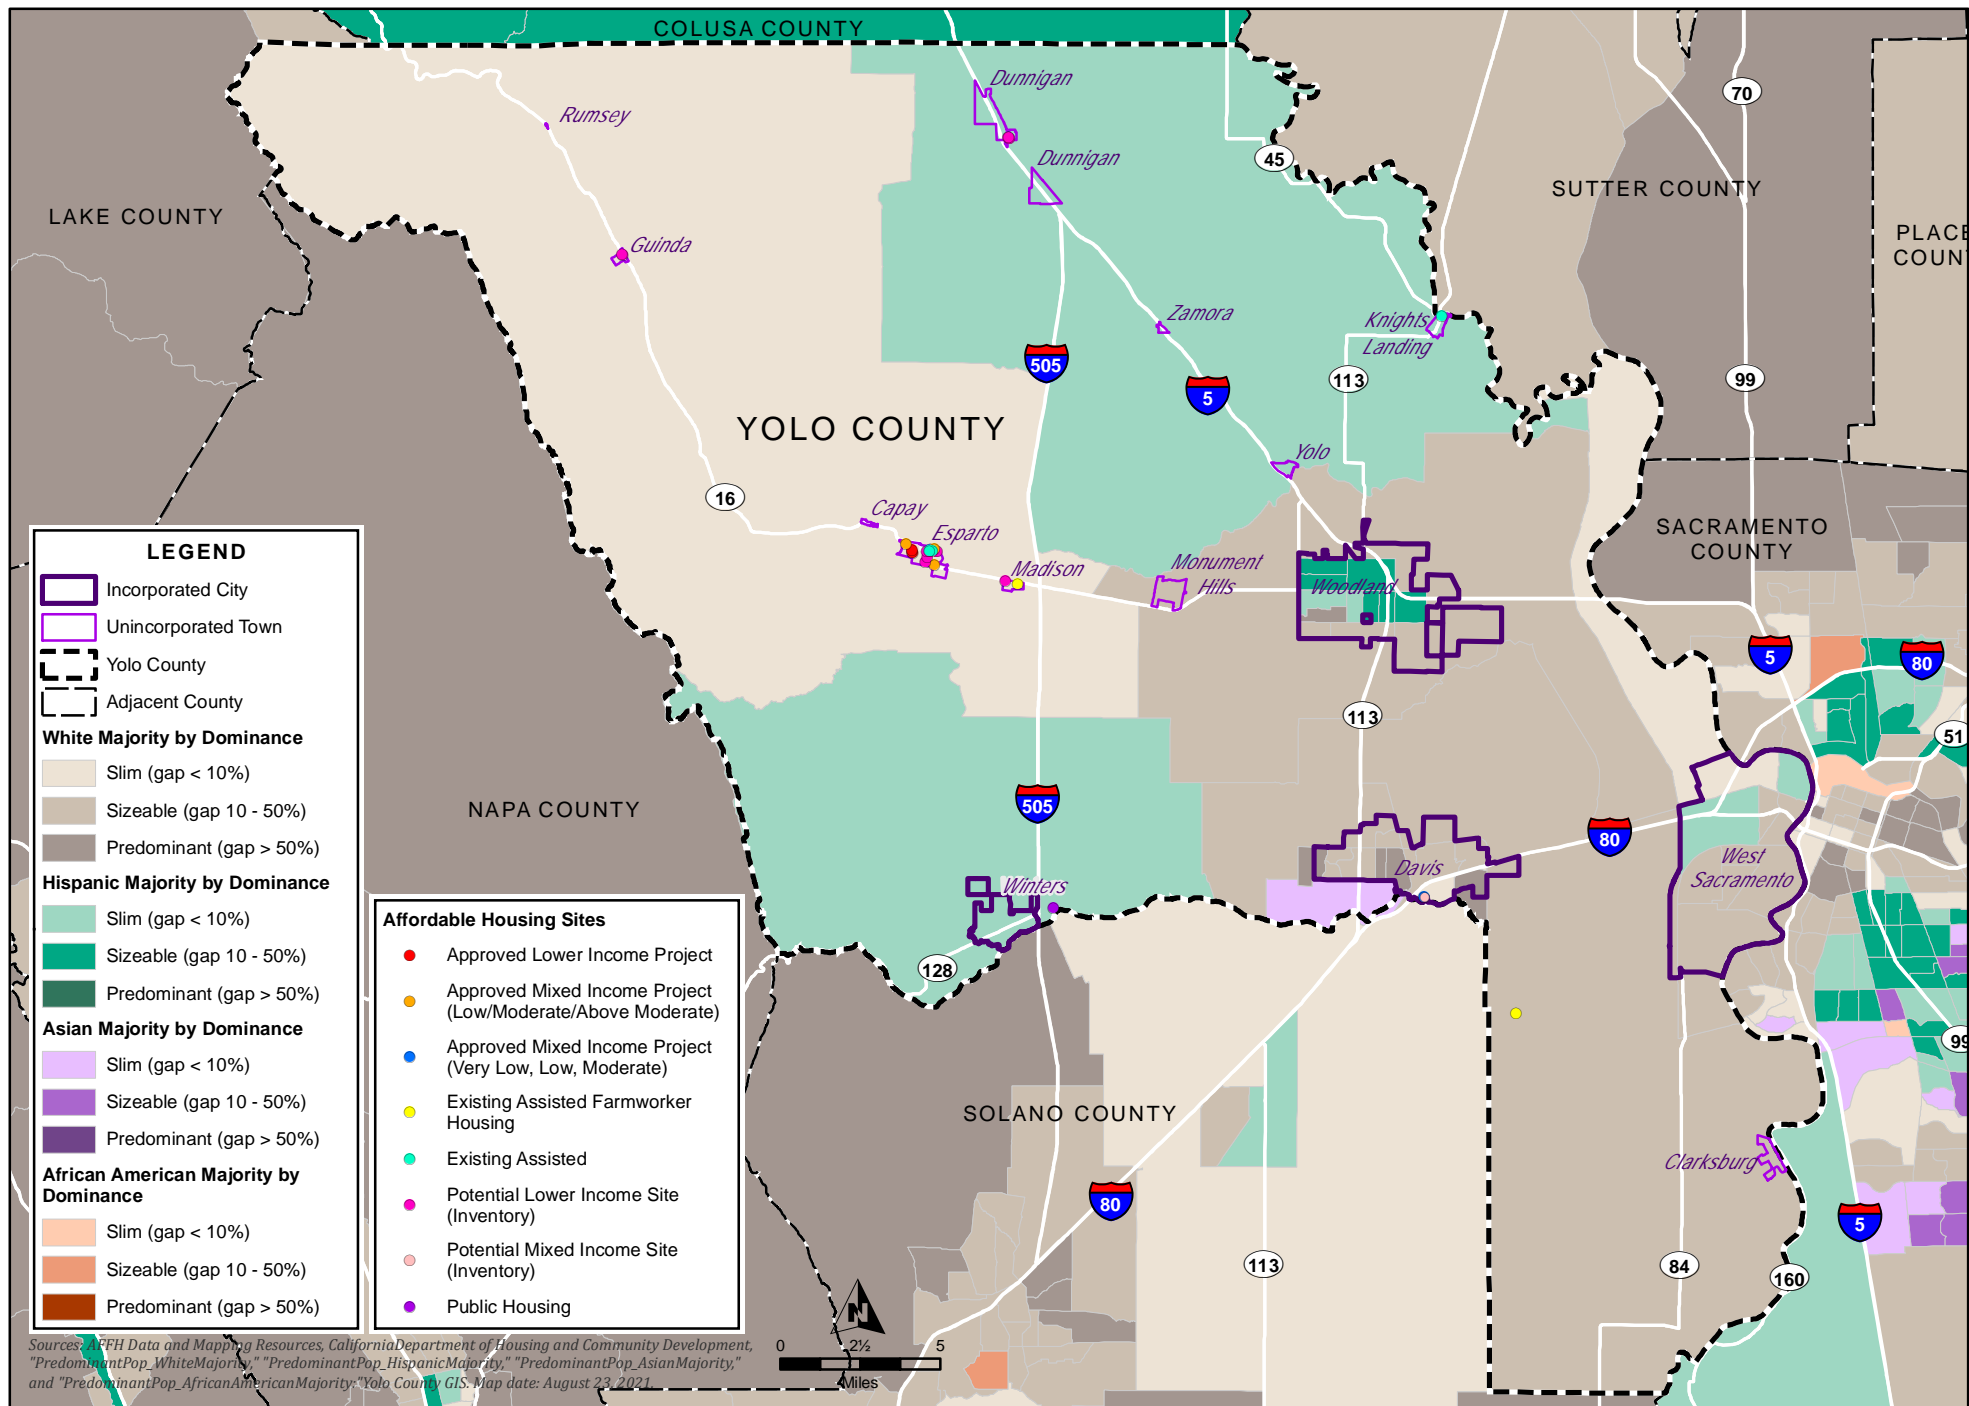 COLUSA COUNTY
Dunnigan
70
Rumsey
Dunnigan
45
SUTTER COUNTY
LAKE COUNTY
PLACE
COUN
Guinda
Zamora
Knights
Landing
505
113
99
5
YOLO COUNTY
Yolo
16
Capay
Esparto
SACRAMENTO
COUNTY
Madison
Monument
Hills
Woodland
5
80
113
51
NAPA COUNTY
505
80
West
Sacramento
Davis
Winters
128
99
SOLANO COUNTY
Clarksburg
80
5
113
84
160
LEGEND
Incorporated City
Unincorporated Town
Yolo County
Adjacent County
White Majority by Dominance
Slim (gap < 10%)
Sizeable (gap 10 - 50%)
Predominant (gap > 50%)
Hispanic Majority by Dominance
Slim (gap < 10%)
Sizeable (gap 10 - 50%)
Predominant (gap > 50%)
Asian Majority by Dominance
Slim (gap < 10%)
Sizeable (gap 10 - 50%)
Predominant (gap > 50%)
African American Majority by
Dominance
Slim (gap < 10%)
Sizeable (gap 10 - 50%)
Predominant (gap > 50%)
Affordable Housing Sites
Approved Lower Income Project
Approved Mixed Income Project
(Low/Moderate/Above Moderate)
Approved Mixed Income Project
(Very Low, Low, Moderate)
Existing Assisted Farmworker
Housing
Existing Assisted
Potential Lower Income Site
(Inventory)
Potential Mixed Income Site
(Inventory)
Public Housing
N
0 2½ 5
Miles
Sources: AFFH Data and Mapping Resources, California Department of Housing and Community Development,
"PredominantPop_WhiteMajority," "PredominantPop_HispanicMajority," "PredominantPop_AsianMajority,"
and "PredominantPop_AfricanAmericanMajority;"Yolo County GIS. Map date: August 23, 2021.